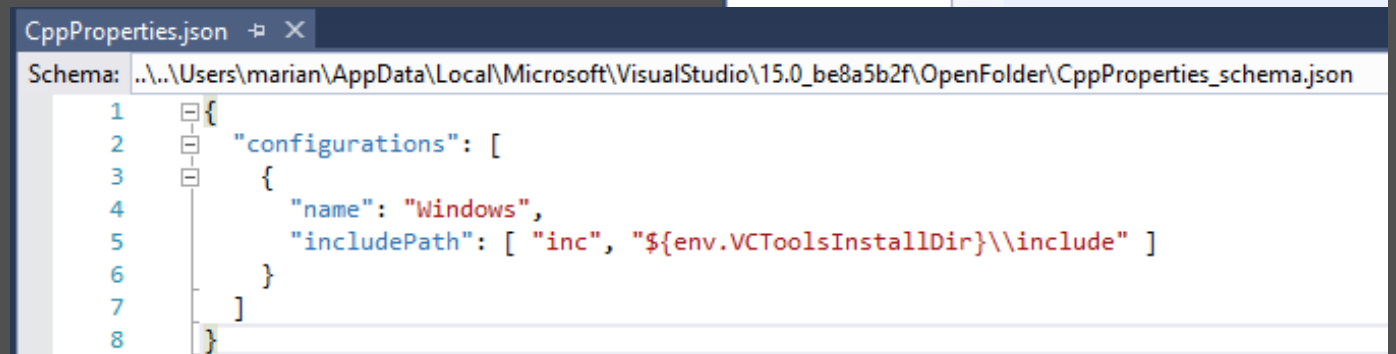 CppProperties.json
Schema: ..\..\Users\marian\AppData\Local\Microsoft\VisualStudio\15.0_be8a5b2f\OpenFolder\CppProperties_schema.json
1 {
2 "configurations": [
3 {
4 "name": "Windows",
5 "includePath": [ "inc", "${env.VCToolsInstallDir}\\include" ]
6 }
7 ]
8 }